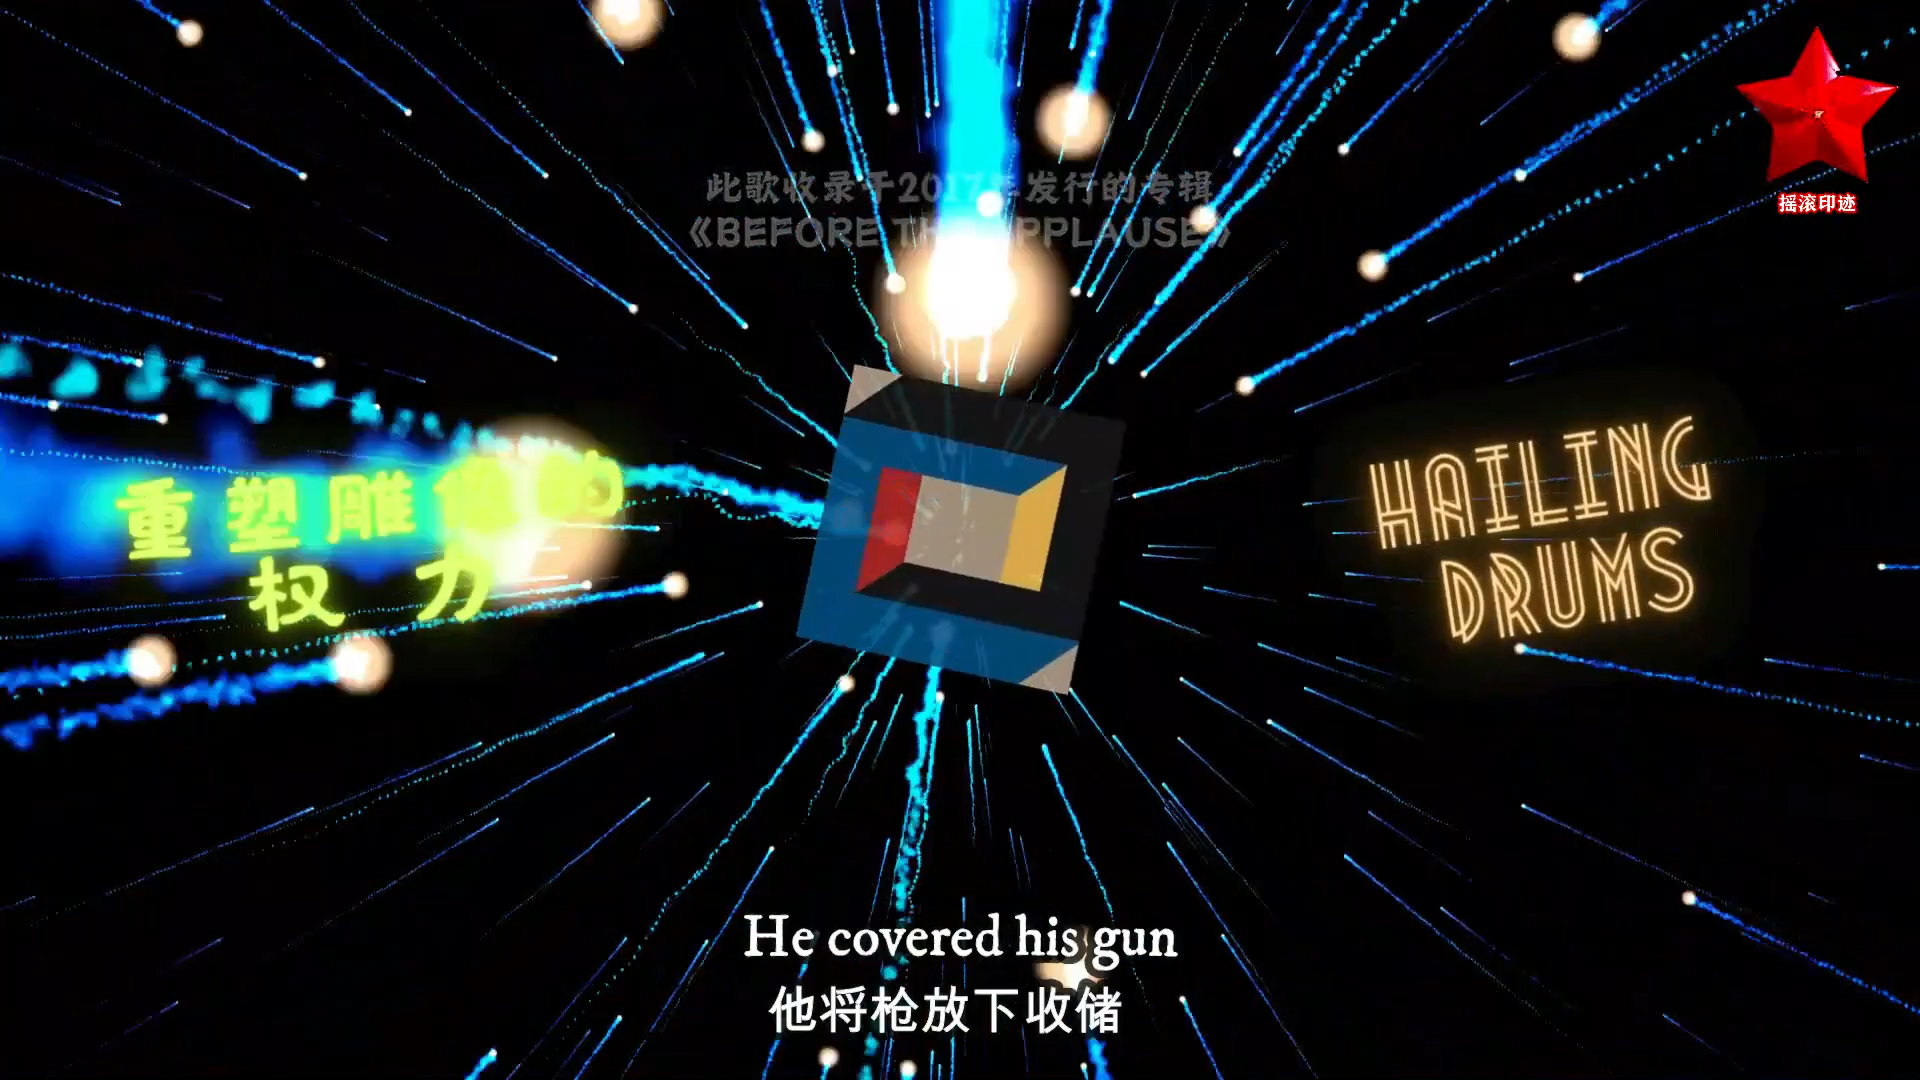 摇滚印迹
此歌收录于2017年发行的专辑
《BEFORE THE APPLAUSE》
重塑雕像的
权 力
HAILING
DRUMS
He covered his gun
他将枪放下收储